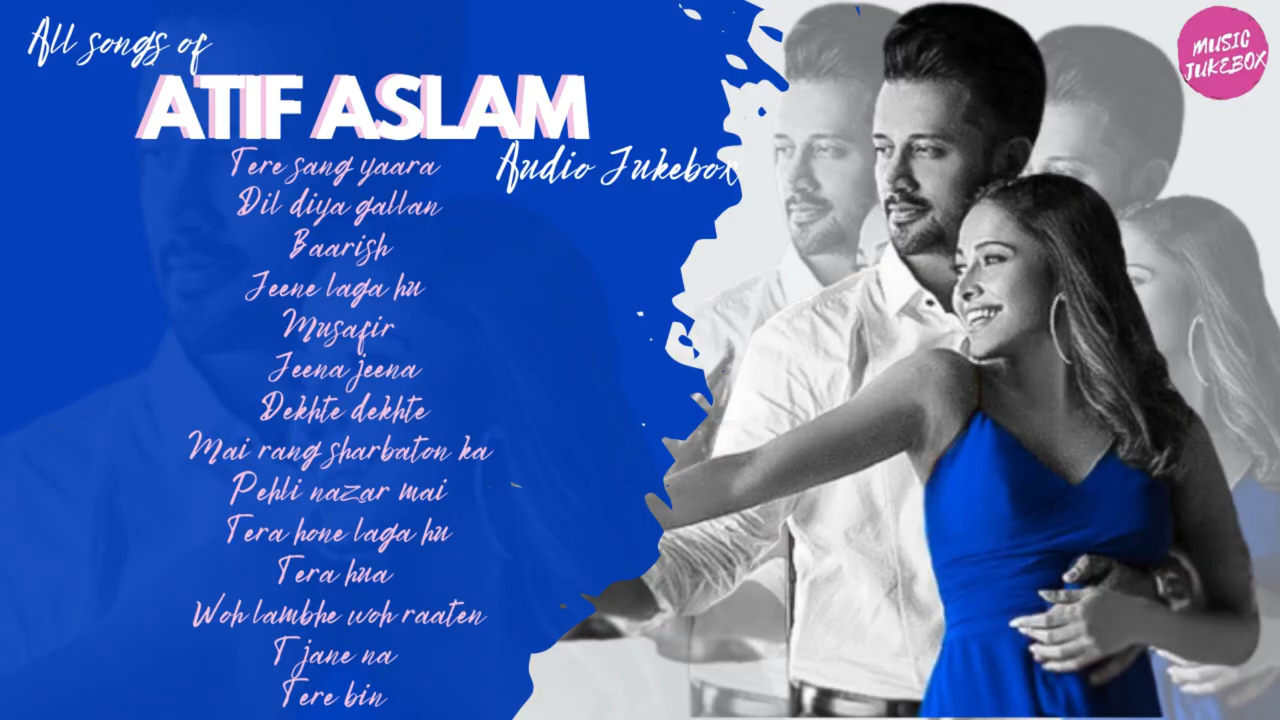 All songs of
ATIF ASLAM
Audio Jukebox
Tere sang yaara
Dil diya gallan
Baarish
Jeene laga hu
Musafir
Jeena jeena
Dekhte dekhte
Mai rang sharbaton ka
Pehli nazar mai
Tera hone laga hu
Tera hua
Woh lambhe woh raaten
T jane na
Tere bin
MUSIC
JUKEBOX